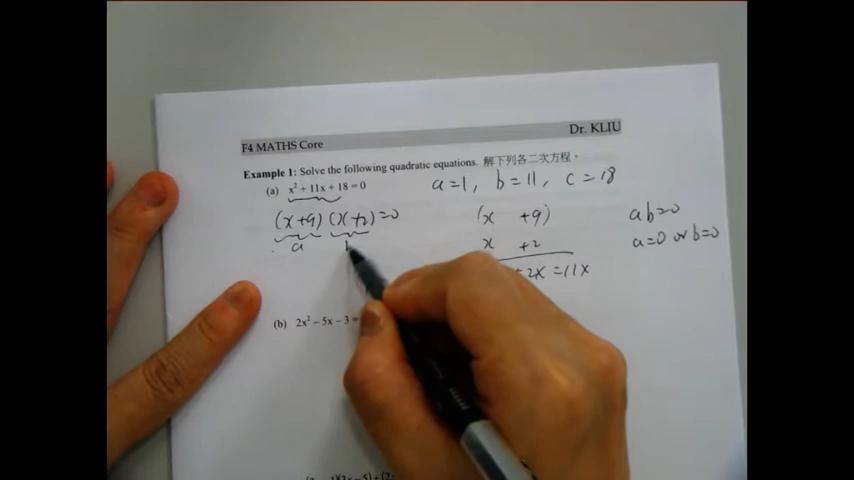 F4 MATHS Core Dr. KLIU
Example 1: Solve the following quadratic equations. 解下列各二次方程。
(a) x² + 11x + 18 = 0 a=1, b=11, c=18
(x+9)(x+2)=0 (x +9) ab=0
a x +2 a=0 or b=0
+2x =11x
(b) 2x² − 5x − 3 =